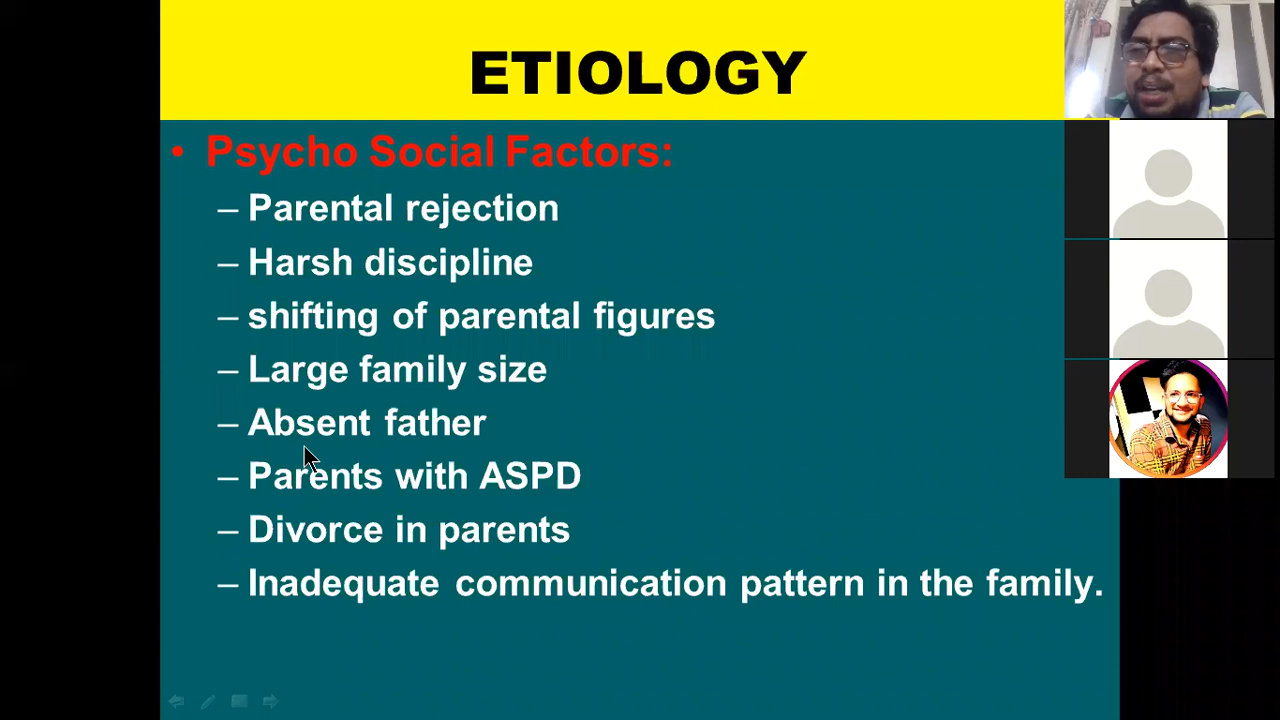 ETIOLOGY
• Psycho Social Factors:
– Parental rejection
– Harsh discipline
– shifting of parental figures
– Large family size
– Absent father
– Parents with ASPD
– Divorce in parents
– Inadequate communication pattern in the family.